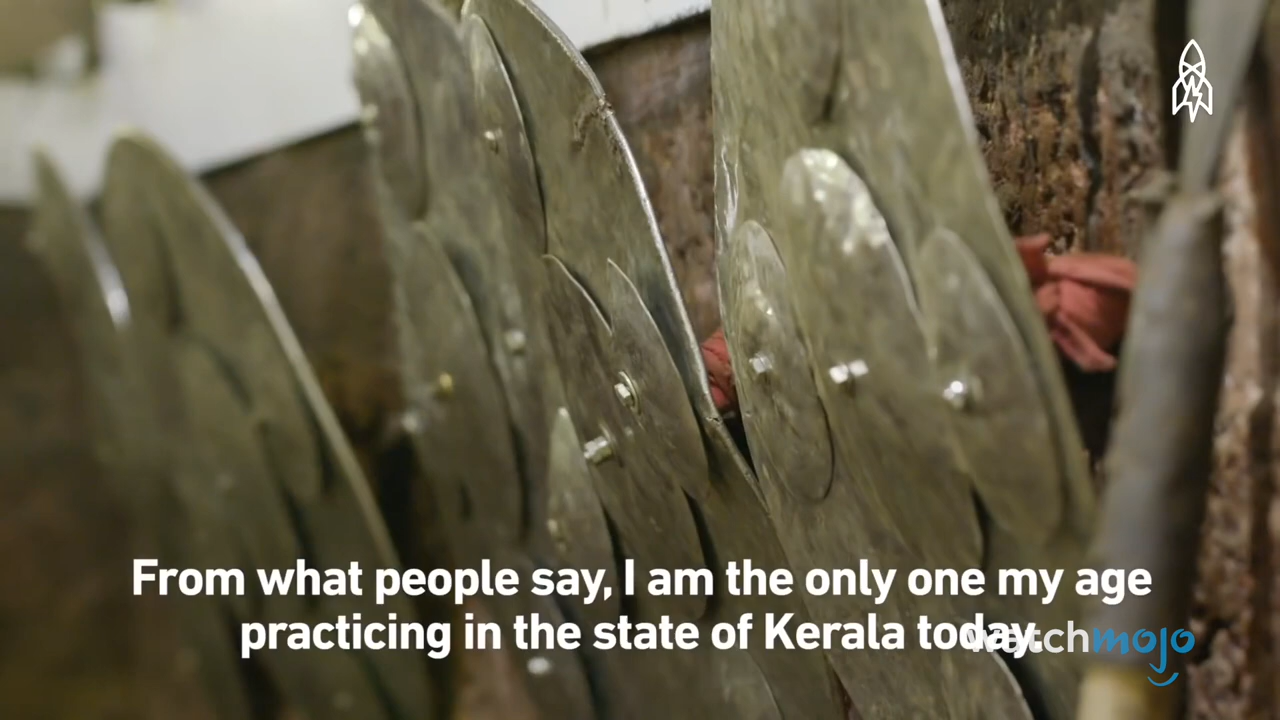 From what people say, I am the only one my age
practicing in the state of Kerala today.
watchmojo